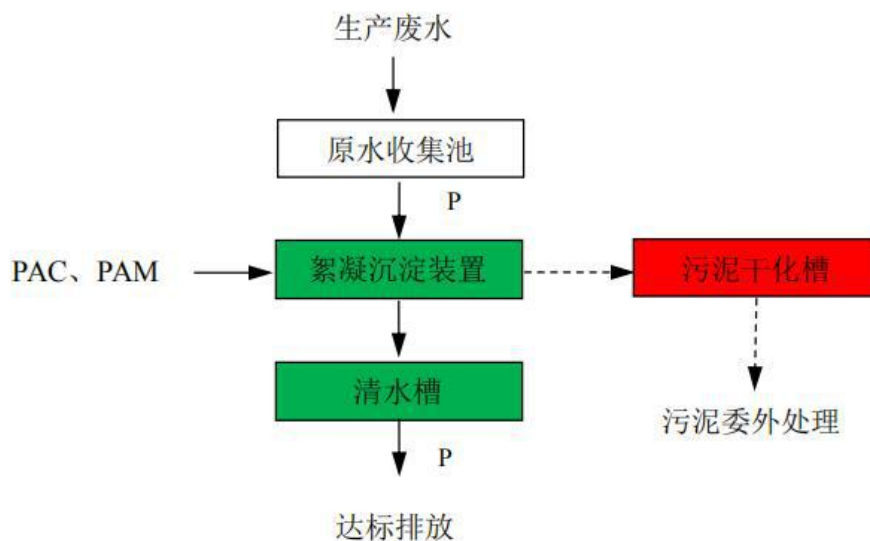 生产废水
原水收集池
P
PAC、PAM
絮凝沉淀装置
污泥干化槽
清水槽
污泥委外处理
P
达标排放